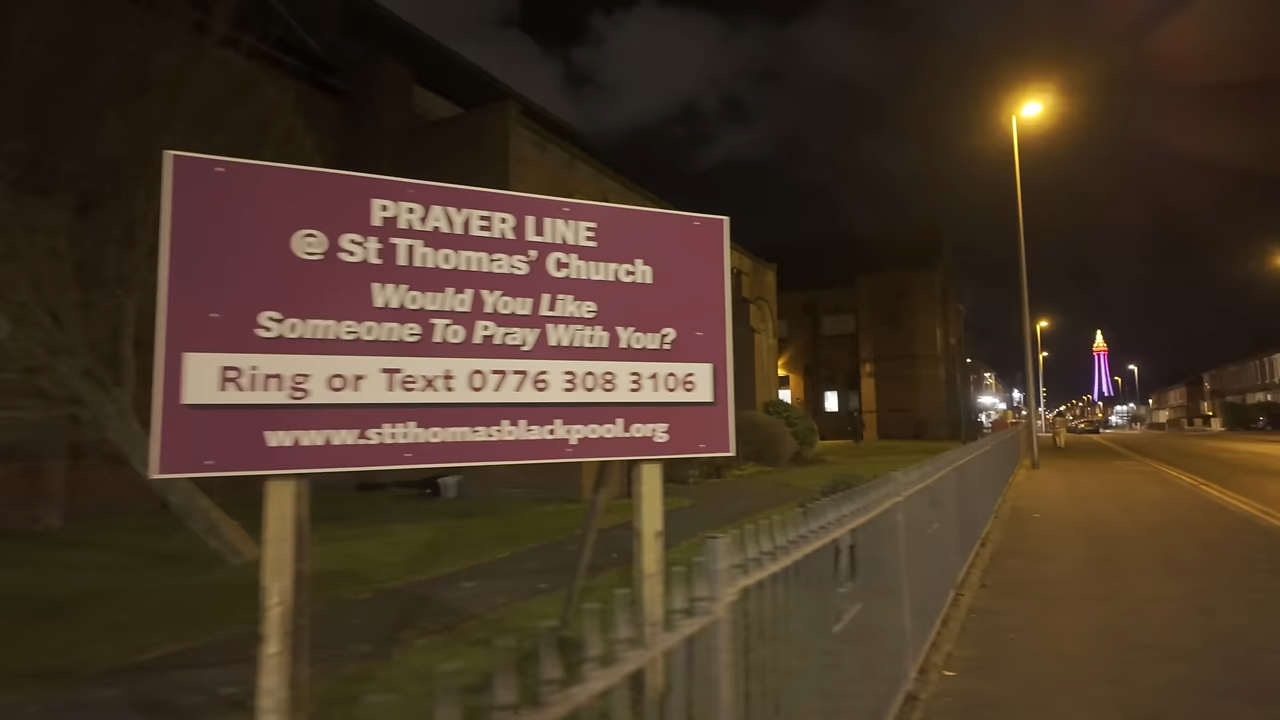 PRAYER LINE
@ St Thomas' Church
Would You Like
Someone To Pray With You?
Ring or Text 0776 308 3106
www.stthomasblackpool.org